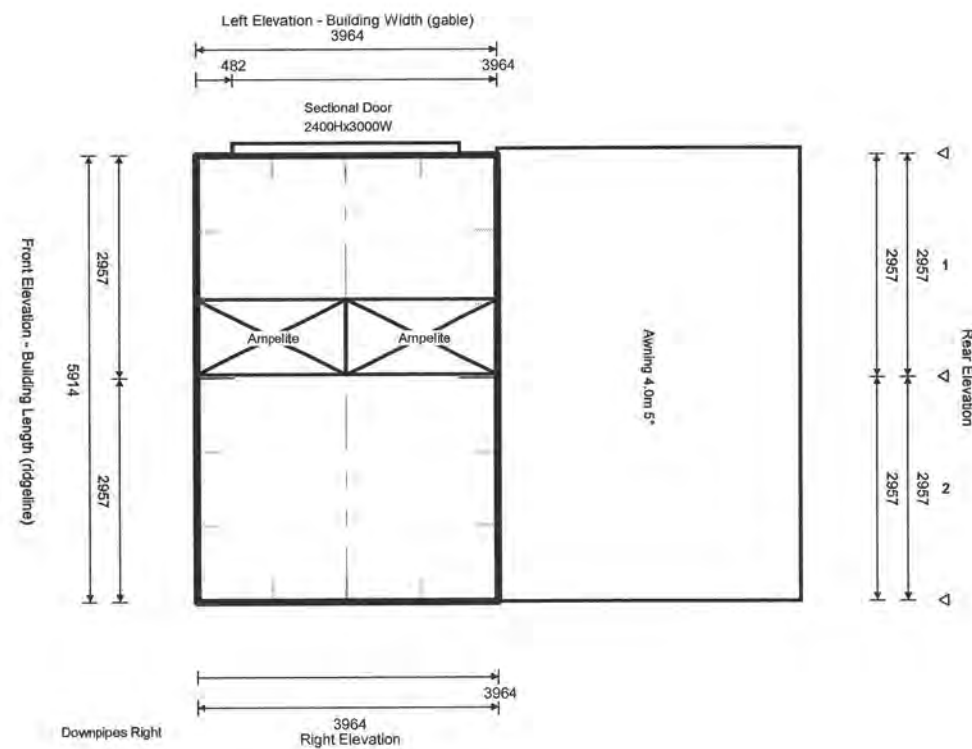 Left Elevation - Building Width (gable)
3964
482
3964
Sectional Door
2400Hx3000W
Front Elevation - Building Length (ridgeline)
5914
2957
2957
Ampelite
Ampelite
Awning 4.0m 5°
2957
2957
2957
2957
1
2
Rear Elevation
3964
3964
Right Elevation
Downpipes Right